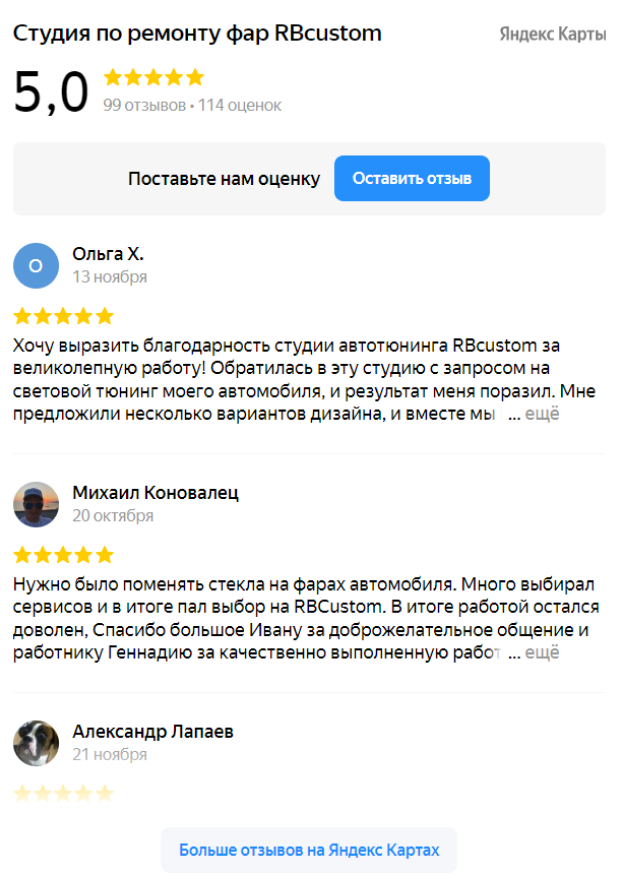 Студия по ремонту фар RBcustom
Яндекс Карты
5,0
99 отзывов • 114 оценок
Поставьте нам оценку
Оставить отзыв
О
Ольга Х.
13 ноября
Хочу выразить благодарность студии автотюнинга RBcustom за
великолепную работу! Обратилась в эту студию с запросом на
световой тюнинг моего автомобиля, и результат меня поразил. Мне
предложили несколько вариантов дизайна, и вместе мы ... ещё
Михаил Коновалец
20 октября
Нужно было поменять стекла на фарах автомобиля. Много выбирал
сервисов и в итоге пал выбор на RBCustom. В итоге работой остался
доволен, Спасибо большое Ивану за доброжелательное общение и
работнику Геннадию за качественно выполненную работ ... ещё
Александр Лапаев
21 ноября
Больше отзывов на Яндекс Картах